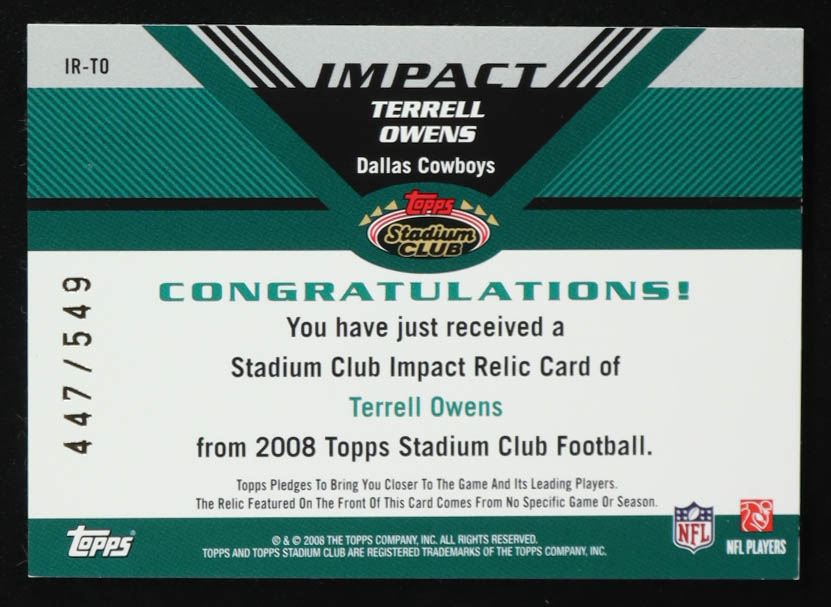 IR-TO
IMPACT
TERRELL
OWENS
Dallas Cowboys
Topps
Stadium
CLUB
447/549
CONGRATULATIONS!
You have just received a
Stadium Club Impact Relic Card of
Terrell Owens
from 2008 Topps Stadium Club Football.
Topps Pledges To Bring You Closer To The Game And Its Leading Players.
The Relic Featured On The Front Of This Card Comes From No Specific Game Or Season.
Topps
© & © 2008 THE TOPPS COMPANY, INC. ALL RIGHTS RESERVED.
TOPPS AND TOPPS STADIUM CLUB ARE REGISTERED TRADEMARKS OF THE TOPPS COMPANY, INC.
NFL
NFL PLAYERS